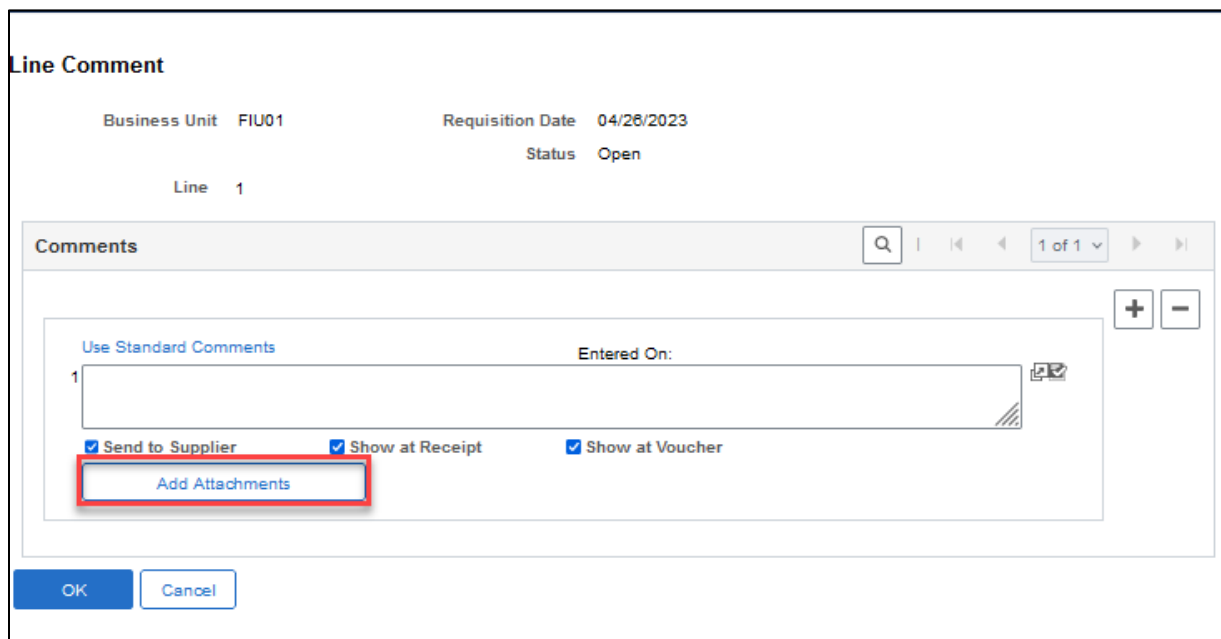 Line Comment
Business Unit FIU01 Requisition Date 04/26/2023
Status Open
Line 1
Comments 1 of 1
Use Standard Comments Entered On:
1
Send to Supplier Show at Receipt Show at Voucher
Add Attachments
OK Cancel